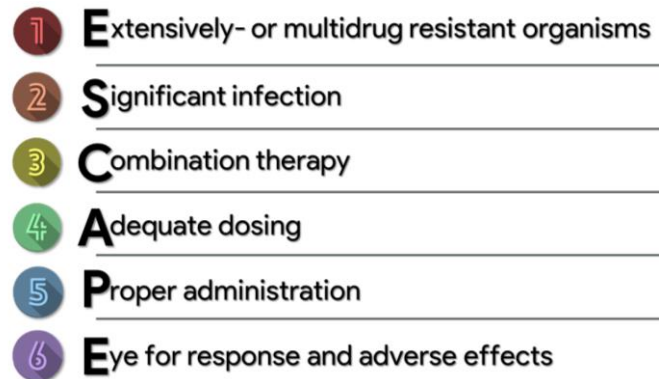 1 Extensively- or multidrug resistant organisms
2 Significant infection
3 Combination therapy
4 Adequate dosing
5 Proper administration
6 Eye for response and adverse effects